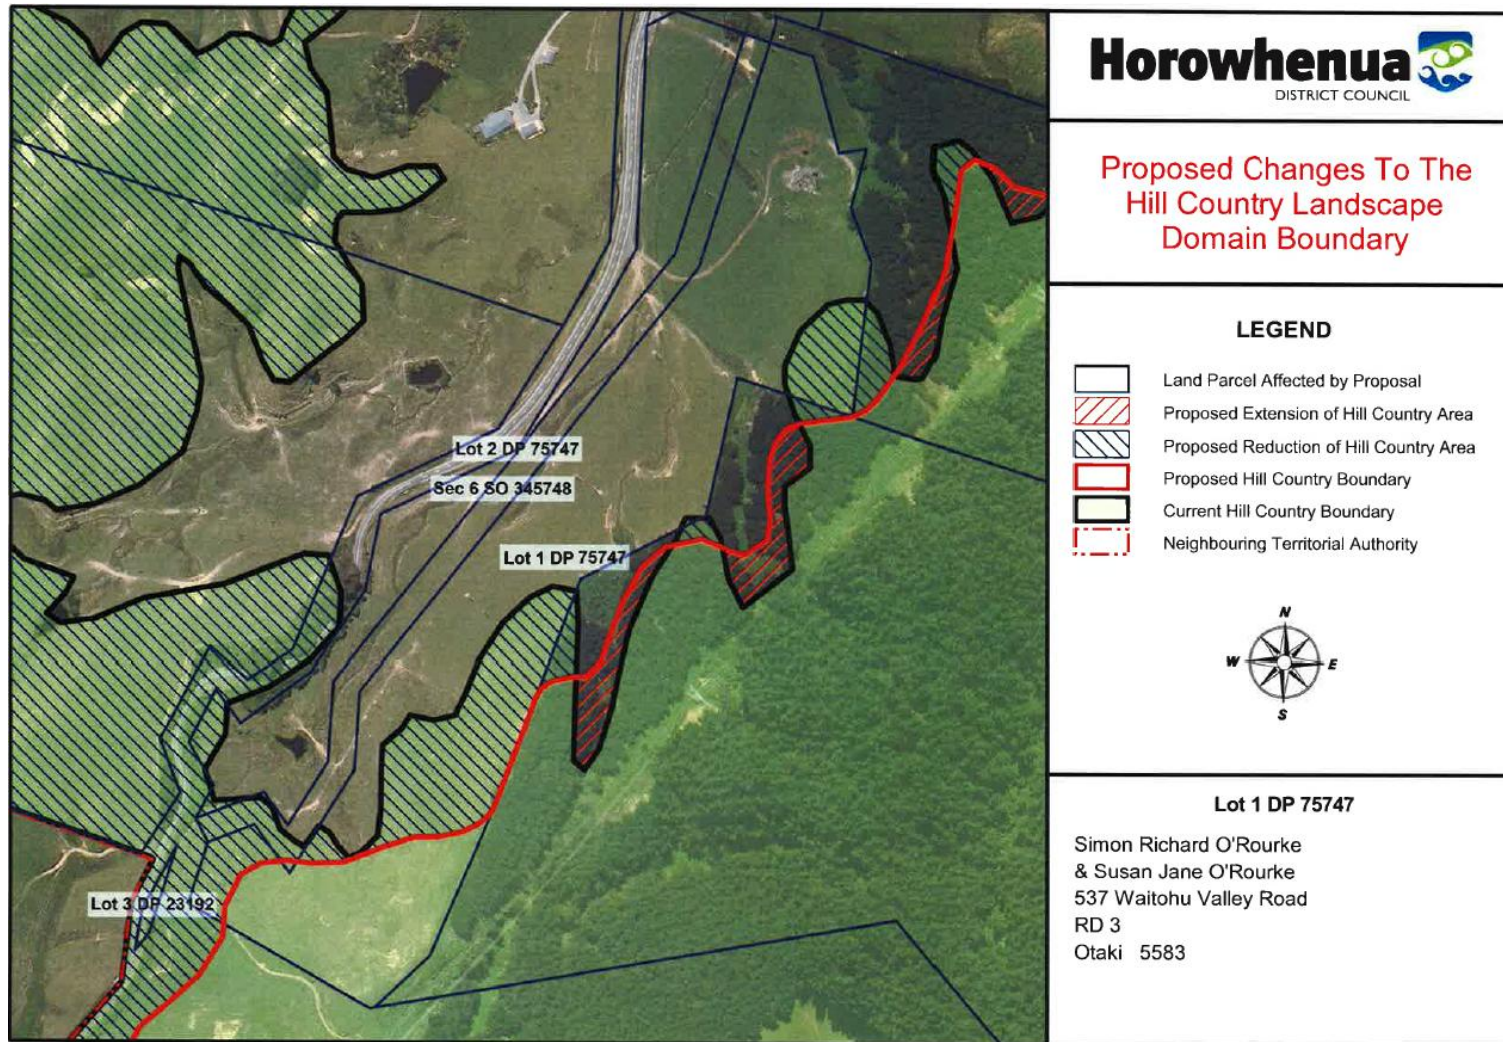 Horowhenua
DISTRICT COUNCIL
Proposed Changes To The
Hill Country Landscape
Domain Boundary
LEGEND
Land Parcel Affected by Proposal
Proposed Extension of Hill Country Area
Proposed Reduction of Hill Country Area
Proposed Hill Country Boundary
Current Hill Country Boundary
Neighbouring Territorial Authority
N
W
E
S
Lot 1 DP 75747
Simon Richard O'Rourke
& Susan Jane O'Rourke
537 Waitohu Valley Road
RD 3
Otaki 5583
Lot 2 DP 75747
Sec 6 SO 345748
Lot 1 DP 75747
Lot 3 DP 23192